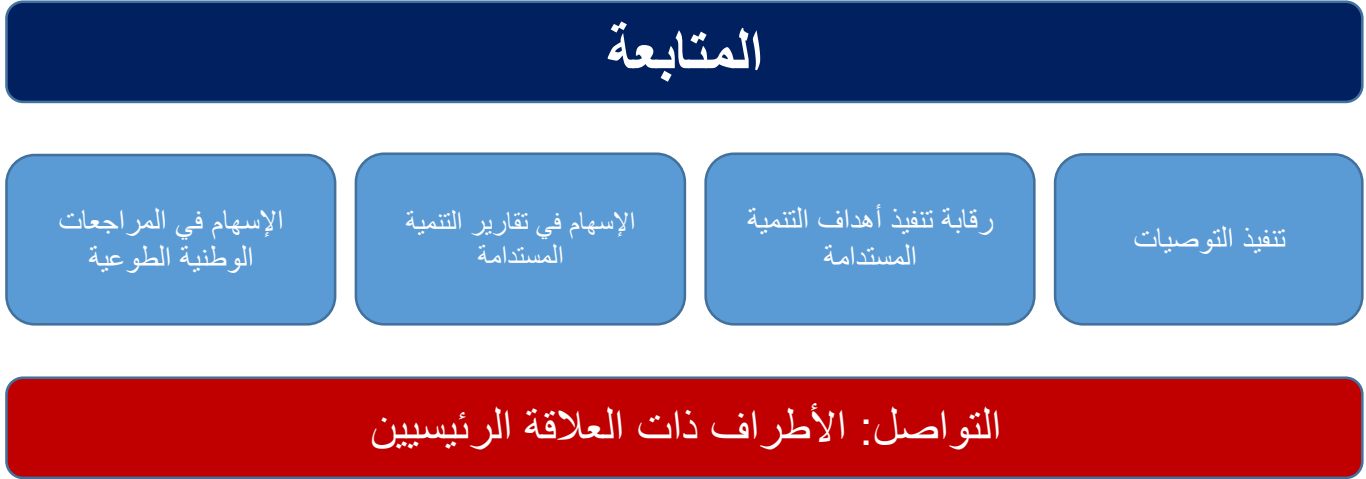 المتابعة
تنفيذ التوصيات
رقابة تنفيذ أهداف التنمية
المستدامة
الإسهام في تقارير التنمية
المستدامة
الإسهام في المراجعات
الوطنية الطوعية
التواصل: الأطراف ذات العلاقة الرئيسيين